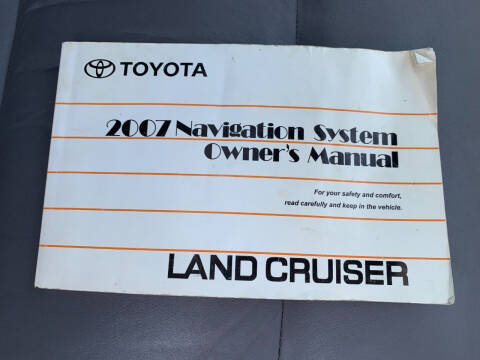 TOYOTA
2007 Navigation System
Owner's Manual
For your safety and comfort,
read carefully and keep in the vehicle.
LAND CRUISER